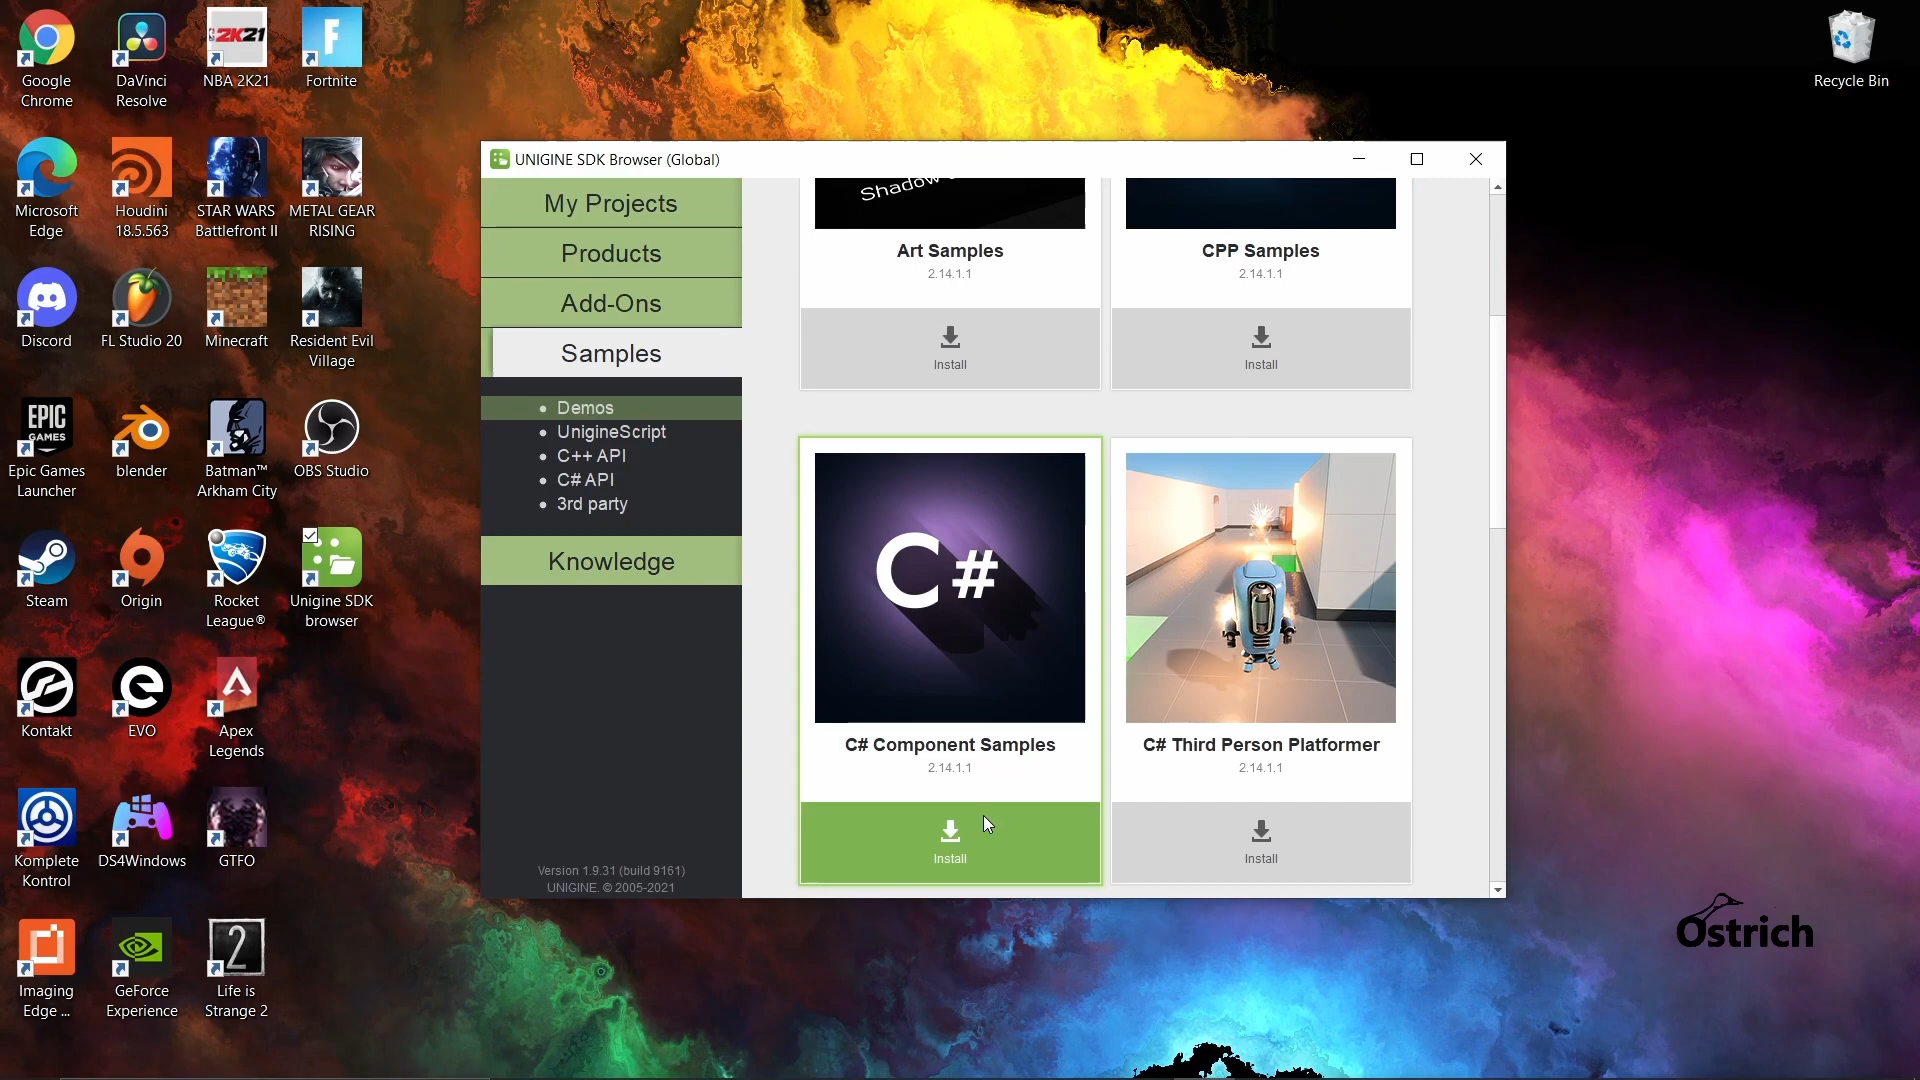 Google
Chrome
DaVinci
Resolve
NBA 2K21
Fortnite
Recycle Bin
Microsoft
Edge
Houdini
18.5.563
STAR WARS
Battlefront II
METAL GEAR
RISING
Discord
FL Studio 20
Minecraft
Resident Evil
Village
EPIC
GAMES
Epic Games
Launcher
blender
Batman™
Arkham City
OBS Studio
Steam
Origin
Rocket
League®
Unigine SDK
browser
Kontakt
EVO
Apex
Legends
Komplete
Kontrol
DS4Windows
GTFO
Imaging
Edge ...
GeForce
Experience
2
Life is
Strange 2
UNIGINE SDK Browser (Global)
My Projects
Products
Add-Ons
Samples
Demos
UnigineScript
C++ API
C# API
3rd party
Knowledge
Version 1.9.31 (build 9161)
UNIGINE. © 2005-2021
Shadow
Art Samples
2.14.1.1
Install
CPP Samples
2.14.1.1
Install
C#
C# Component Samples
2.14.1.1
Install
C# Third Person Platformer
2.14.1.1
Install
Ostrich